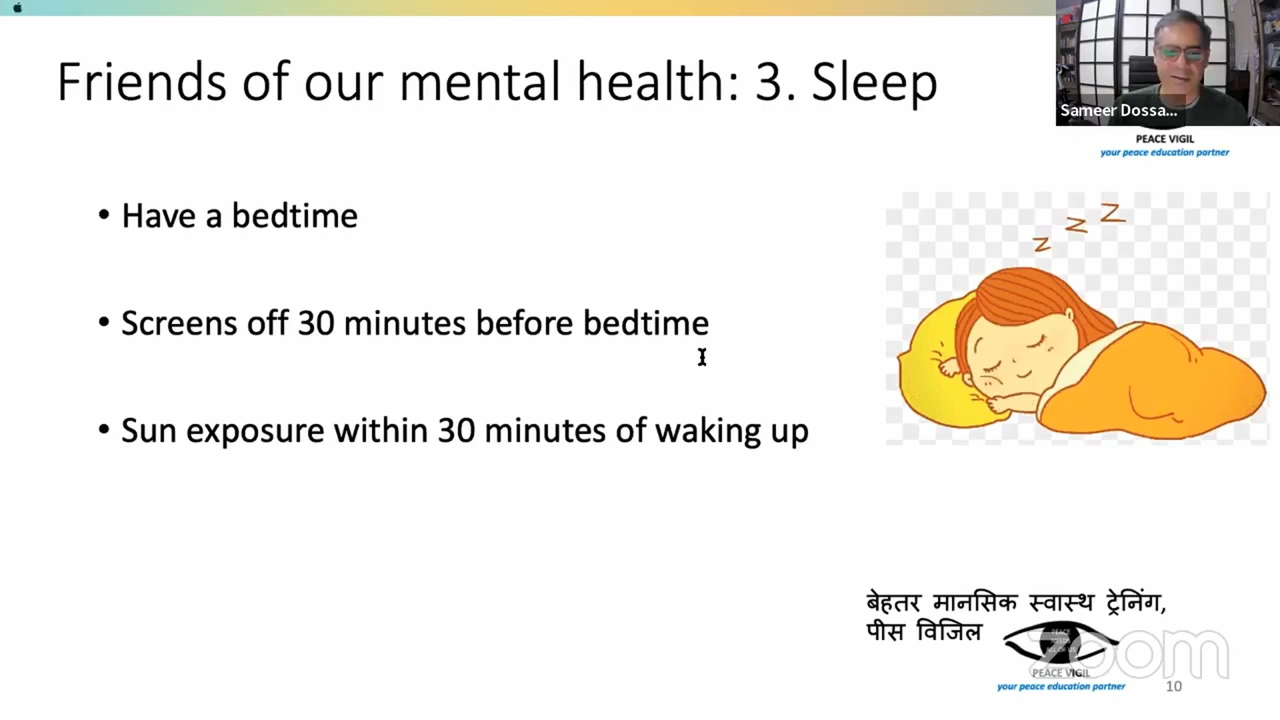 Friends of our mental health: 3. Sleep
Sameer Dossa...
PEACE VIGIL
your peace education partner
• Have a bedtime
z z z
• Screens off 30 minutes before bedtime
• Sun exposure within 30 minutes of waking up
बेहतर मानसिक स्वास्थ ट्रेनिंग,
पीस विजिल
zoom
PEACE VIGIL
your peace education partner
10